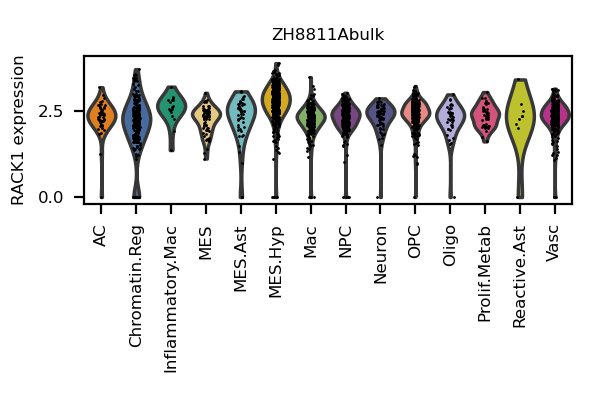 ZH8811Abulk
RACK1 expression
2.5
0.0
AC
Chromatin.Reg
Inflammatory.Mac
MES
MES.Ast
MES.Hyp
Mac
NPC
Neuron
OPC
Oligo
Prolif.Metab
Reactive.Ast
Vasc